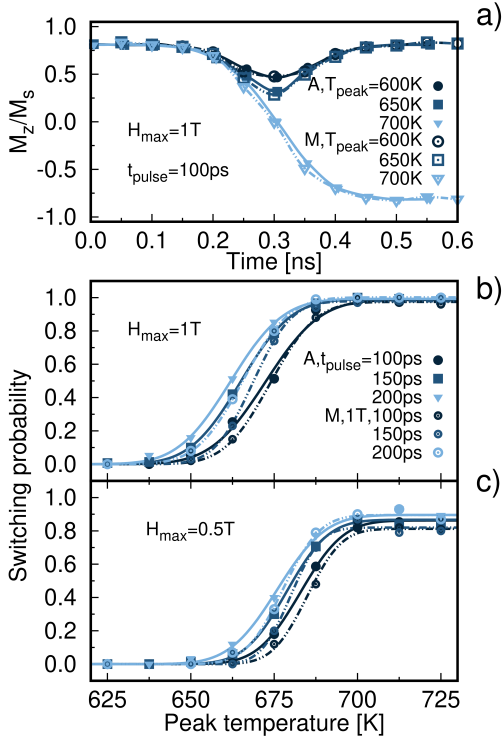 a)
M_z/M_s
1.0
0.5
0.0
-0.5
-1.0
A,T_peak=600K
650K
700K
M,T_peak=600K
650K
700K
H_max=1T
t_pulse=100ps
0.0 0.1 0.2 0.3 0.4 0.5 0.6
Time [ns]
b)
1.0
0.8
0.6
0.4
0.2
0.0
H_max=1T
A,t_pulse=100ps
150ps
200ps
M,1T,100ps
150ps
200ps
Switching probability
c)
1.0
0.8
0.6
0.4
0.2
0.0
H_max=0.5T
625 650 675 700 725
Peak temperature [K]